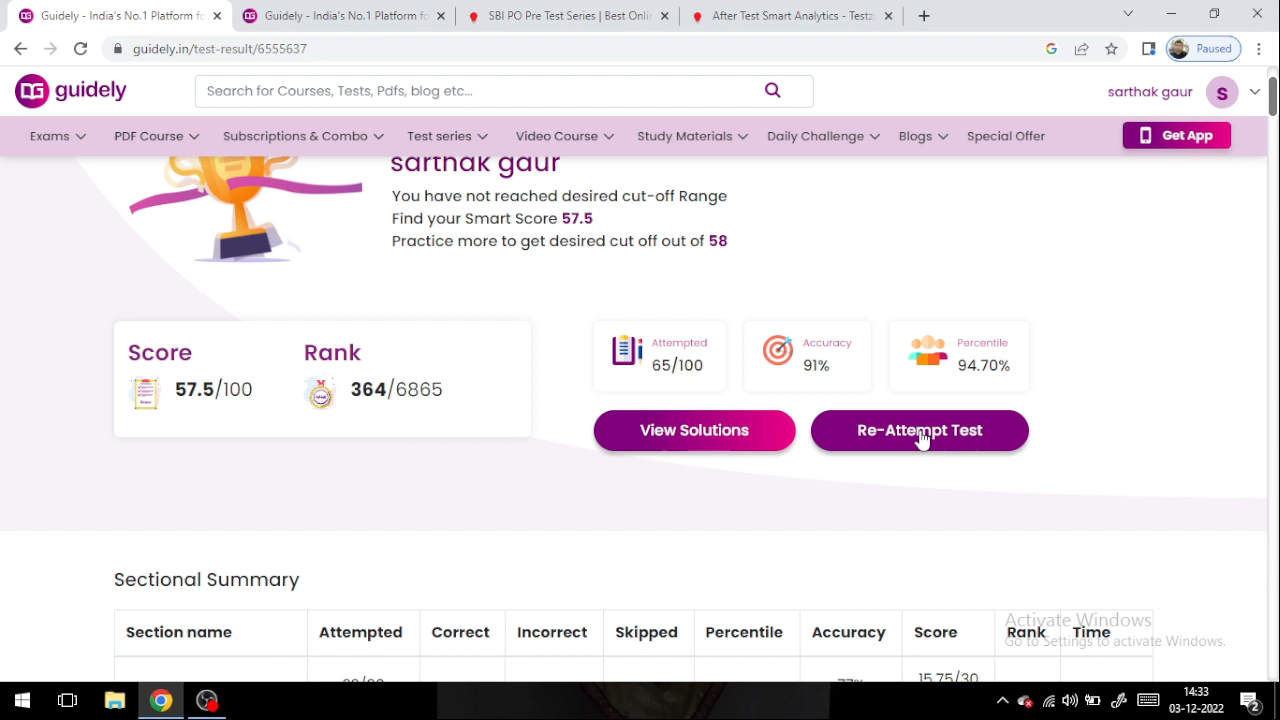 Guidely - India's No.1 Platform fo
Guidely - India's No.1 Platform fo
SBI PO Pre Test Series | Best Onli
After Test Smart Analytics - Testz
guidely.in/test-result/6555637
Paused
guidely
Search for Courses, Tests, Pdfs, blog etc...
sarthak gaur
S
Exams
PDF Course
Subscriptions & Combo
Test series
Video Course
Study Materials
Daily Challenge
Blogs
Special Offer
Get App
sarthak gaur
You have not reached desired cut-off Range
Find your Smart Score 57.5
Practice more to get desired cut off out of 58
Score
57.5/100
Rank
364/6865
Attempted
65/100
Accuracy
91%
Percentile
94.70%
View Solutions
Re-Attempt Test
Sectional Summary
Section name Attempted Correct Incorrect Skipped Percentile Accuracy Score Rank Time
15.75/30
Activate Windows
Go to Settings to activate Windows.
14:33
03-12-2022
2